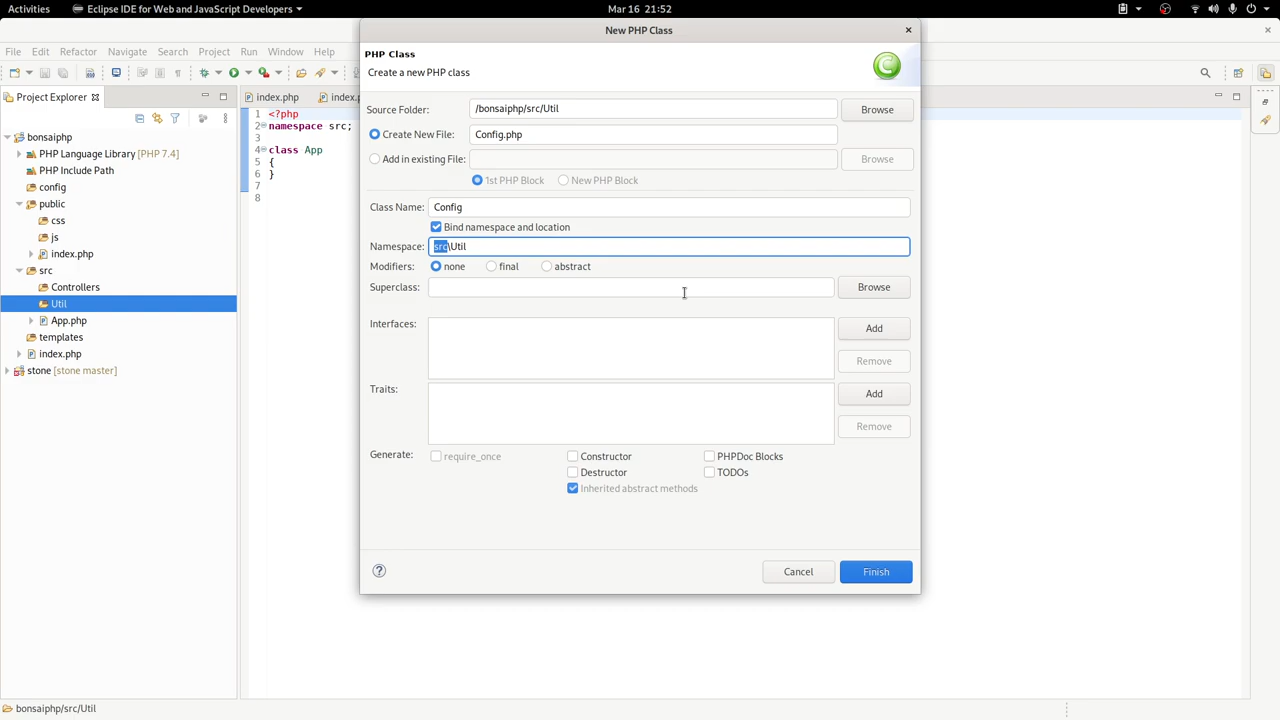 Activities
Eclipse IDE for Web and JavaScript Developers
Mar 16 21:52
New PHP Class
File Edit Refactor Navigate Search Project Run Window Help
PHP Class
Create a new PHP class
Project Explorer
index.php
Source Folder: /bonsaiphp/src/Util Browse
Create New File: Config.php
Add in existing File: Browse
1st PHP Block New PHP Block
Class Name: Config
Bind namespace and location
Namespace: src\Util
Modifiers: none final abstract
Superclass: Browse
Interfaces: Add
Remove
Traits: Add
Remove
Generate: require_once Constructor PHPDoc Blocks
Destructor TODOs
Inherited abstract methods
Cancel Finish
bonsaiphp
PHP Language Library [PHP 7.4]
PHP Include Path
config
public
css
js
index.php
src
Controllers
Util
App.php
templates
index.php
stone [stone master]
1 <?php
2 namespace src;
3
4 class App
5 {
6 }
7
8
bonsaiphp/src/Util